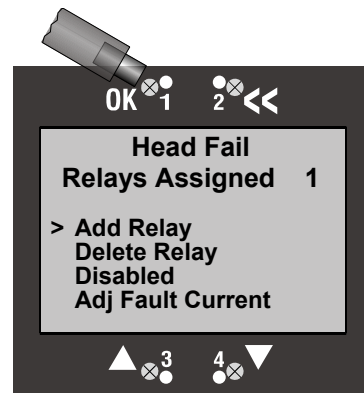 OK 1 2 <<
Head Fail
Relays Assigned 1
> Add Relay
Delete Relay
Disabled
Adj Fault Current
3 4